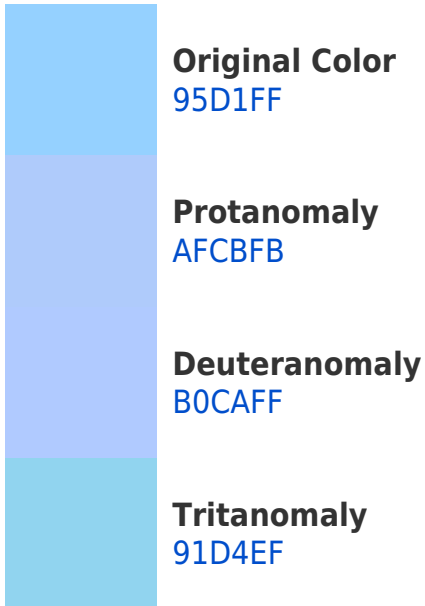 Original Color
95D1FF
Protanomaly
AFCBFB
Deuteranomaly
B0CAFF
Tritanomaly
91D4EF